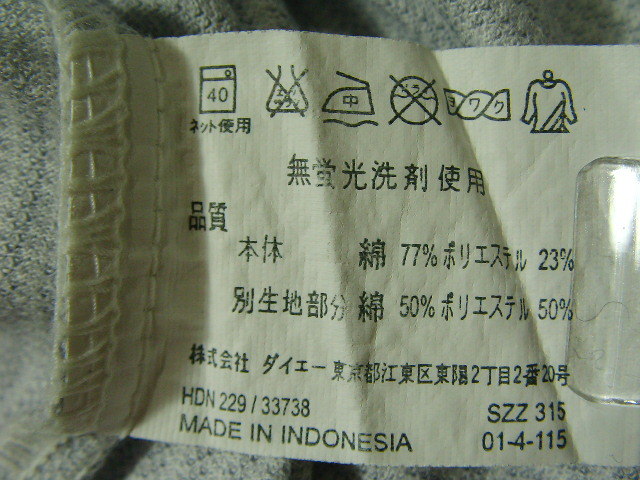 40 中 ヨワク
ネット使用
無蛍光洗剤使用
品質
本体 綿 77% ポリエステル 23%
別生地部分 綿 50% ポリエステル 50%
株式会社 ダイエー 東京都江東区東陽2丁目2番20号
HDN 229 / 33738 SZZ 315
MADE IN INDONESIA 01-4-115